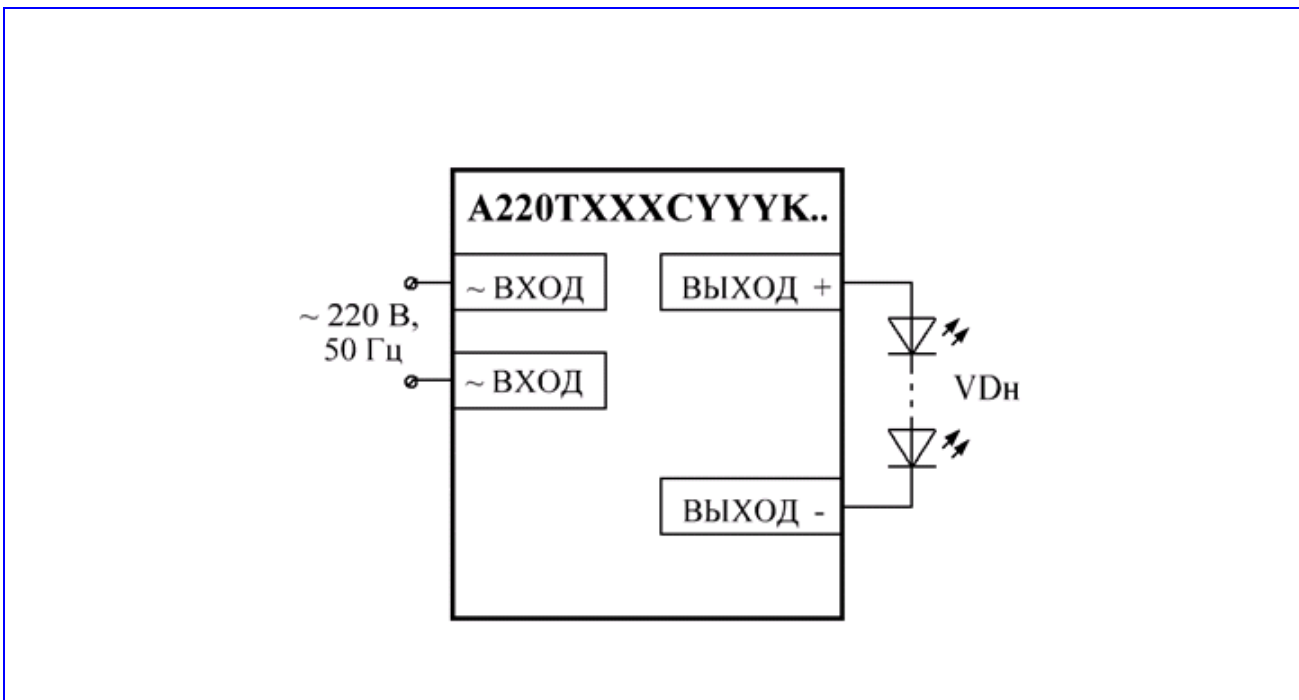 A220TXXXCYYYK..
~ ВХОД
ВЫХОД +
~ 220 В,
50 Гц
~ ВХОД
VDн
ВЫХОД -